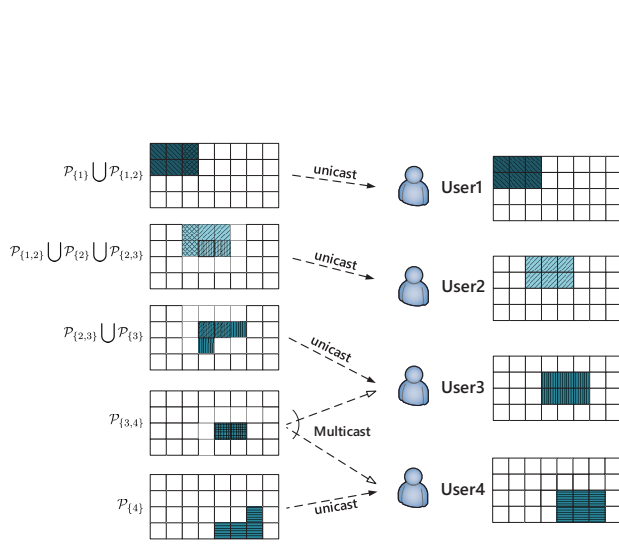 𝒫{1} ⋃ 𝒫{1,2}
unicast
User1
𝒫{1,2} ⋃ 𝒫{2} ⋃ 𝒫{2,3}
unicast
User2
𝒫{2,3} ⋃ 𝒫{3}
unicast
User3
𝒫{3,4}
Multicast
𝒫{4}
unicast
User4